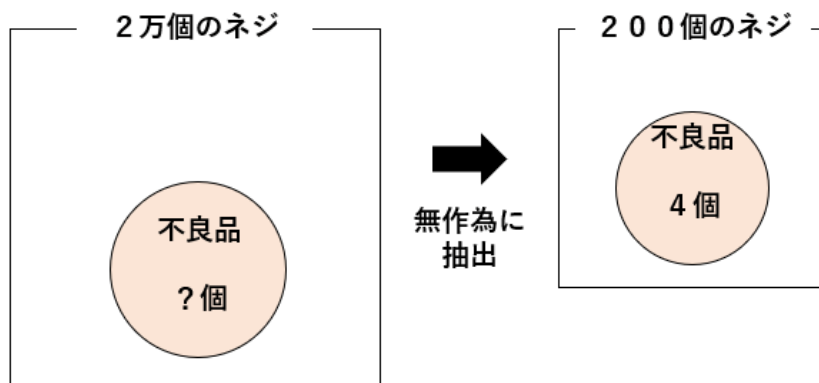 ２万個のネジ
２００個のネジ
不良品
４個
無作為に
抽出
不良品
？個